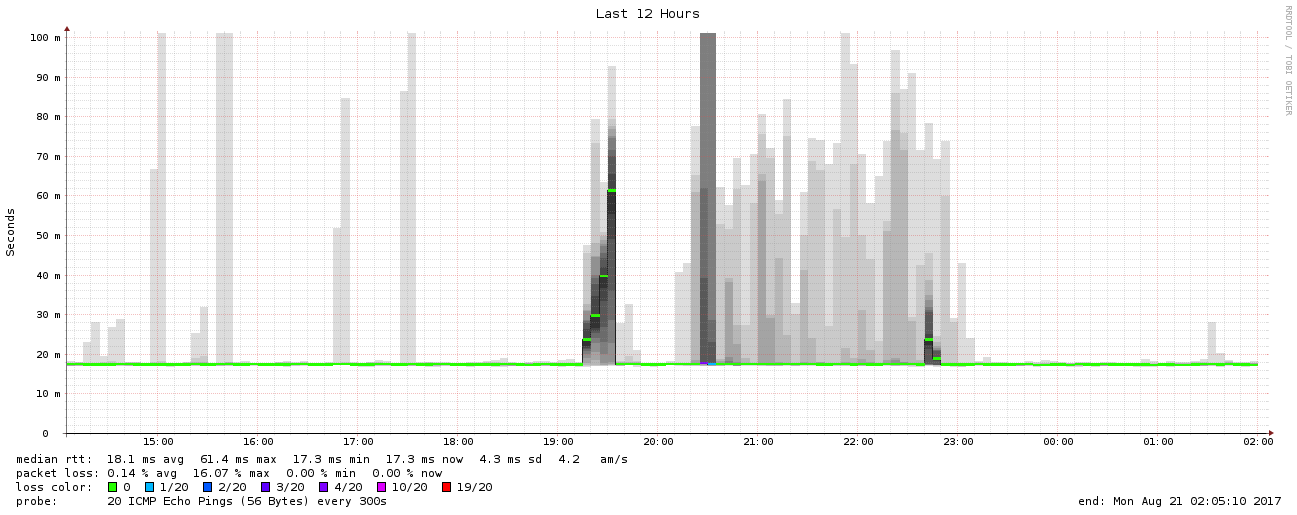 Last 12 Hours
RRDTOOL / TOBI OETIKER
Seconds
100 m
90 m
80 m
70 m
60 m
50 m
40 m
30 m
20 m
10 m
0
15:00 16:00 17:00 18:00 19:00 20:00 21:00 22:00 23:00 00:00 01:00 02:00
median rtt: 18.1 ms avg 61.4 ms max 17.3 ms min 17.3 ms now 4.3 ms sd 4.2 am/s
packet loss: 0.14 % avg 16.07 % max 0.00 % min 0.00 % now
loss color: 0 1/20 2/20 3/20 4/20 10/20 19/20
probe: 20 ICMP Echo Pings (56 Bytes) every 300s end: Mon Aug 21 02:05:10 2017